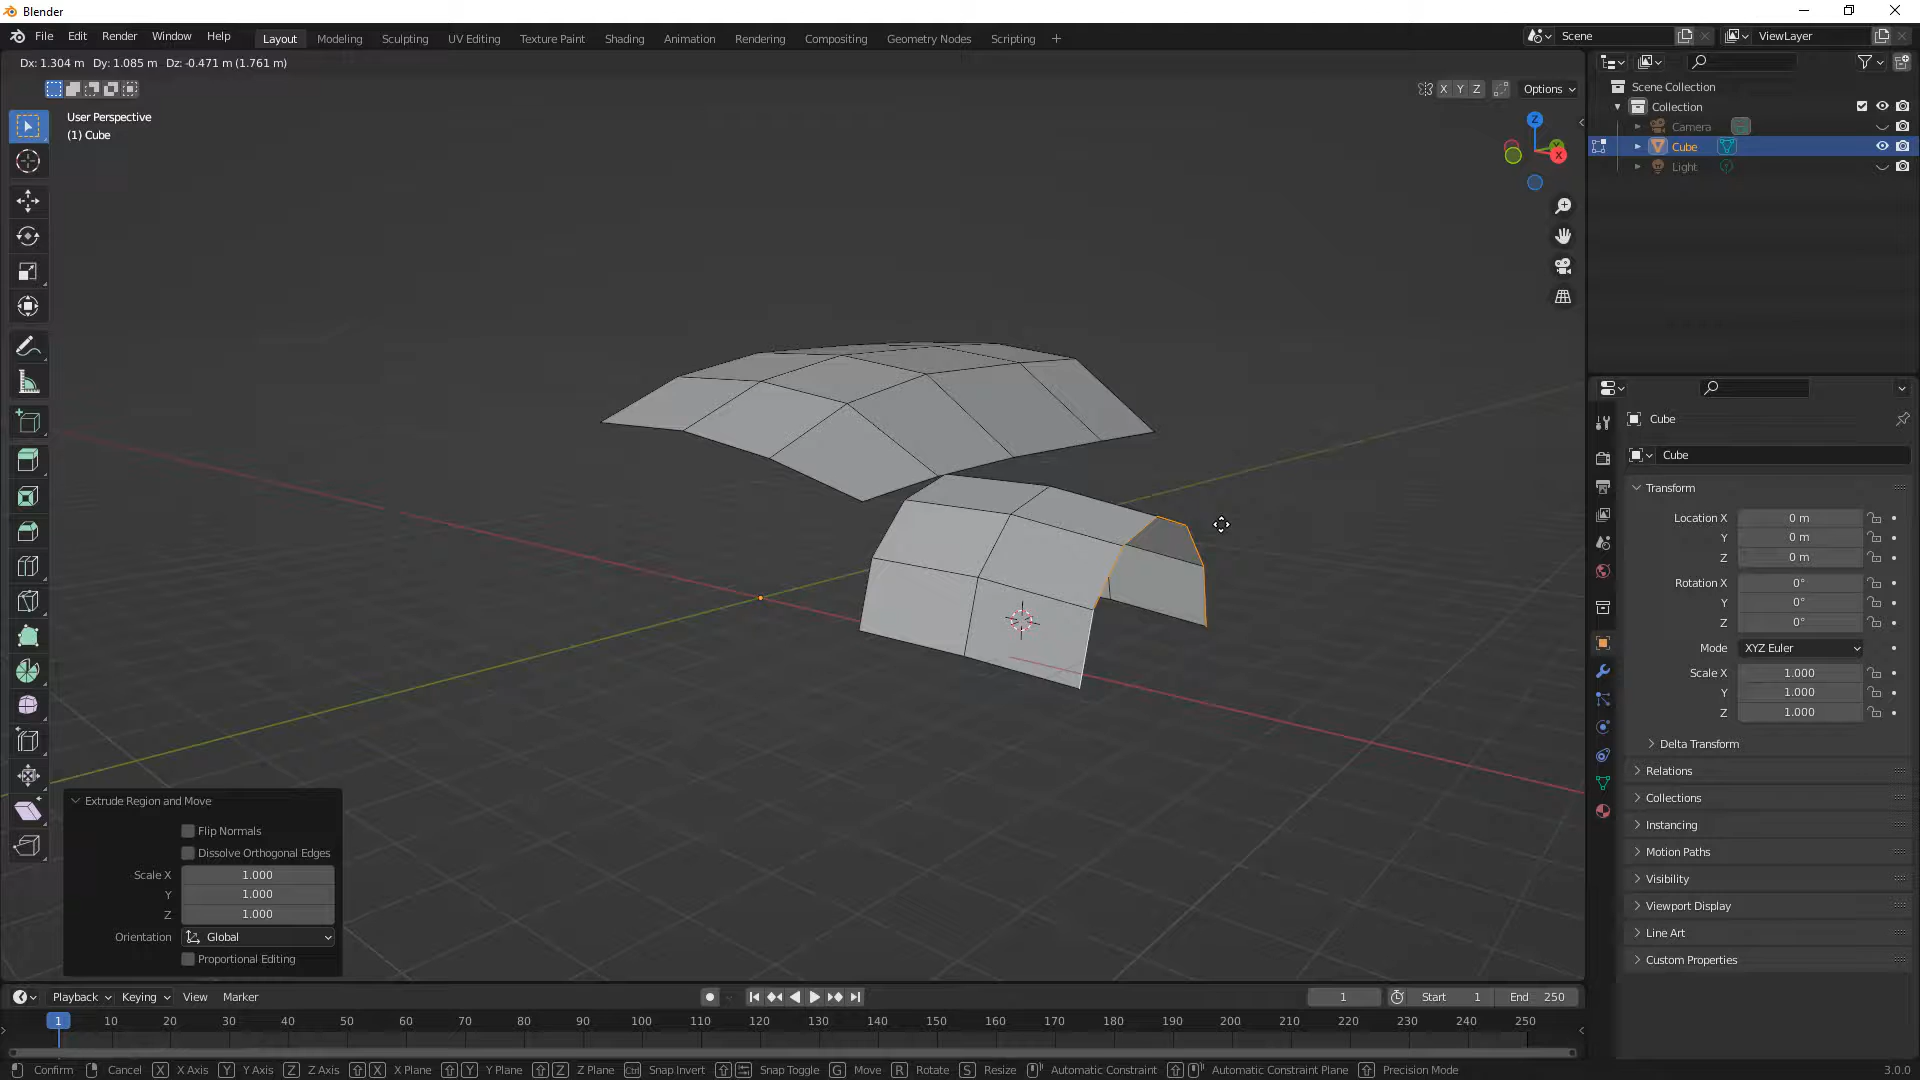 Blender
File Edit Render Window Help
Layout Modeling Sculpting UV Editing Texture Paint Shading Animation Rendering Compositing Geometry Nodes Scripting
Scene
ViewLayer
Dx: 1.304 m Dy: 1.085 m Dz: -0.471 m (1.761 m)
X Y Z Options
User Perspective
(1) Cube
Z
X
Scene Collection
Collection
Camera
Cube
Light
Cube
Cube
Transform
Location X 0 m
Y 0 m
Z 0 m
Rotation X 0°
Y 0°
Z 0°
Mode XYZ Euler
Scale X 1.000
Y 1.000
Z 1.000
Delta Transform
Relations
Collections
Instancing
Motion Paths
Visibility
Viewport Display
Line Art
Custom Properties
Extrude Region and Move
Flip Normals
Dissolve Orthogonal Edges
Scale X 1.000
Y 1.000
Z 1.000
Orientation Global
Proportional Editing
Playback Keying View Marker
1 Start 1 End 250
1 10 20 30 40 50 60 70 80 90 100 110 120 130 140 150 160 170 180 190 200 210 220 230 240 250
Confirm Cancel X X Axis Y Y Axis Z Z Axis X X Plane Y Y Plane Z Z Plane Ctrl Snap Invert Snap Toggle G Move R Rotate S Resize Automatic Constraint Automatic Constraint Plane Precision Mode 3.0.0